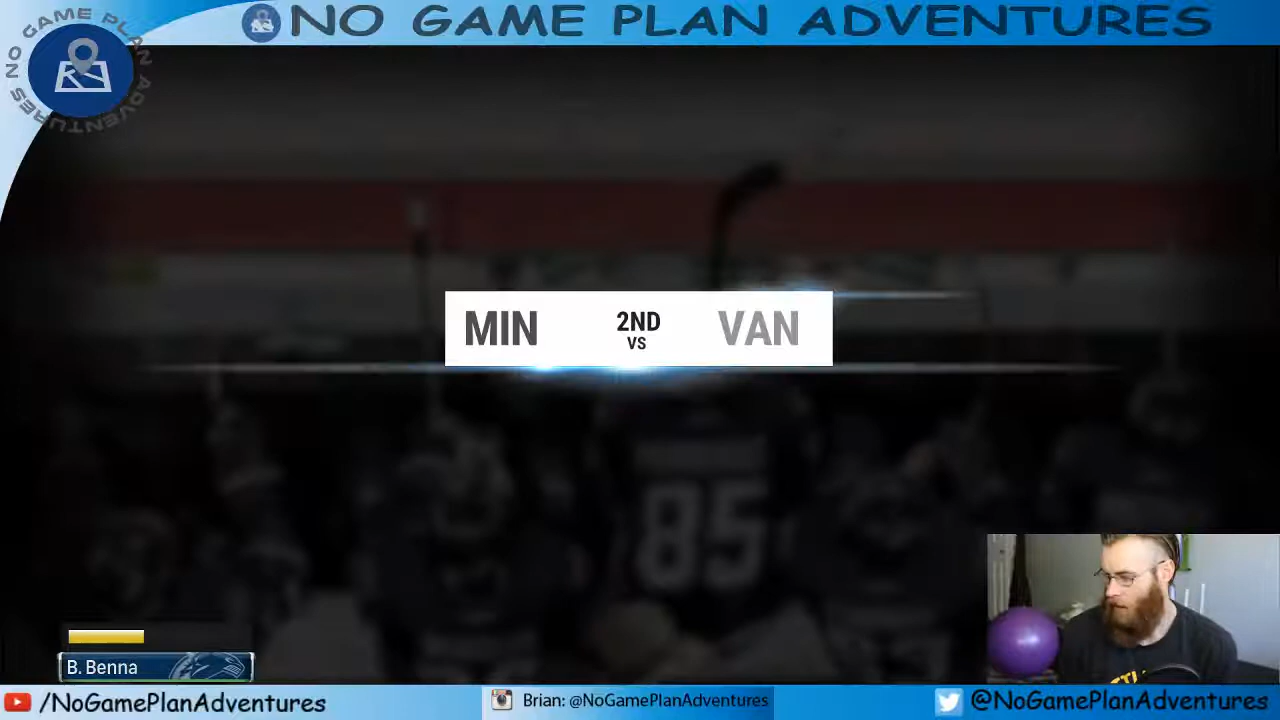 NO GAME PLAN ADVENTURES
NO GAME PLAN ADVENTURES
MIN
2ND
VS
VAN
85
B. Benna
/NoGamePlanAdventures
Brian: @NoGamePlanAdventures
@NoGamePlanAdventures